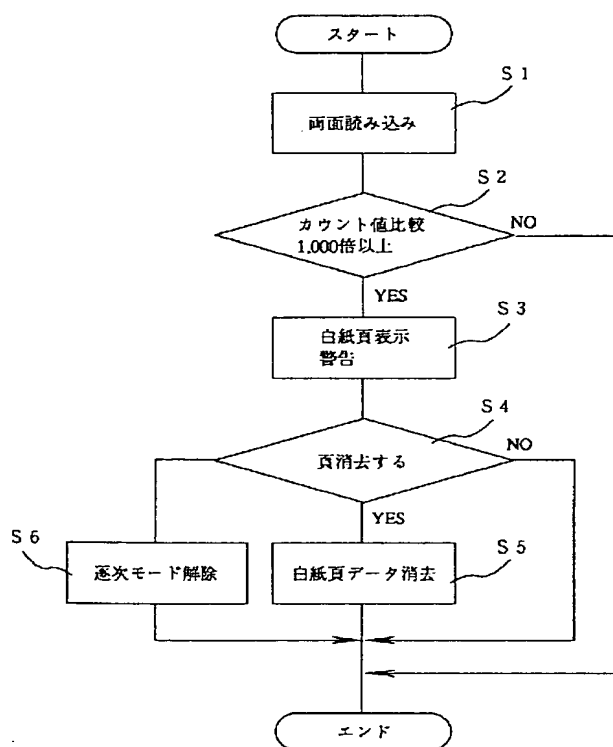 スタート
S 1
両面読み込み
S 2
カウント値比較
1,000倍以上
NO
YES
S 3
白紙頁表示
警告
S 4
頁消去する
NO
YES
S 6
逐次モード解除
S 5
白紙頁データ消去
エンド